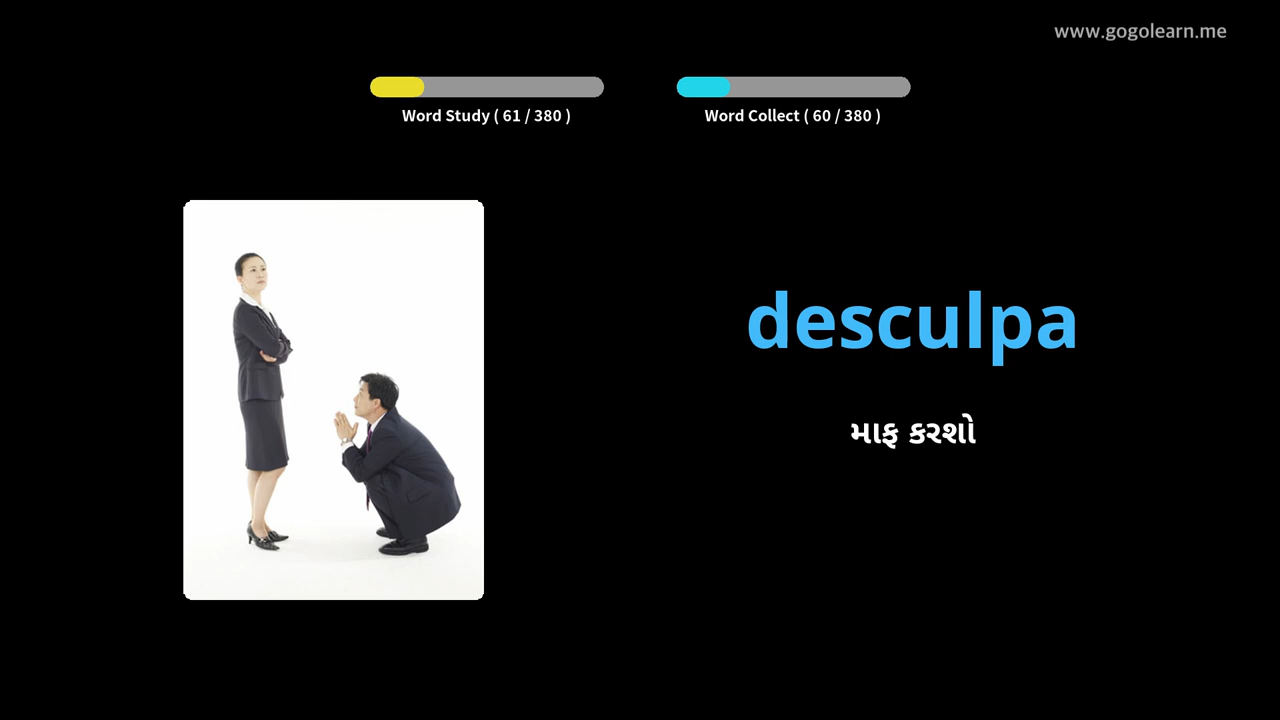 www.gogolearn.me
Word Study ( 61 / 380 )
Word Collect ( 60 / 380 )
desculpa
માફ કરશો